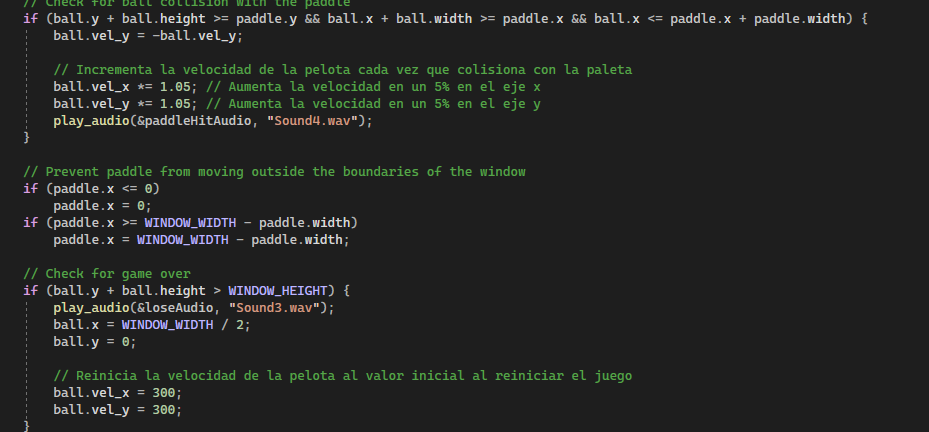 // Check for ball collision with the paddle
if (ball.y + ball.height >= paddle.y && ball.x + ball.width >= paddle.x && ball.x <= paddle.x + paddle.width) {
    ball.vel_y = -ball.vel_y;

    // Incrementa la velocidad de la pelota cada vez que colisiona con la paleta
    ball.vel_x *= 1.05; // Aumenta la velocidad en un 5% en el eje x
    ball.vel_y *= 1.05; // Aumenta la velocidad en un 5% en el eje y
    play_audio(&paddleHitAudio, "Sound4.wav");
}

// Prevent paddle from moving outside the boundaries of the window
if (paddle.x <= 0)
    paddle.x = 0;
if (paddle.x >= WINDOW_WIDTH - paddle.width)
    paddle.x = WINDOW_WIDTH - paddle.width;

// Check for game over
if (ball.y + ball.height > WINDOW_HEIGHT) {
    play_audio(&loseAudio, "Sound3.wav");
    ball.x = WINDOW_WIDTH / 2;
    ball.y = 0;

    // Reinicia la velocidad de la pelota al valor inicial al reiniciar el juego
    ball.vel_x = 300;
    ball.vel_y = 300;
}